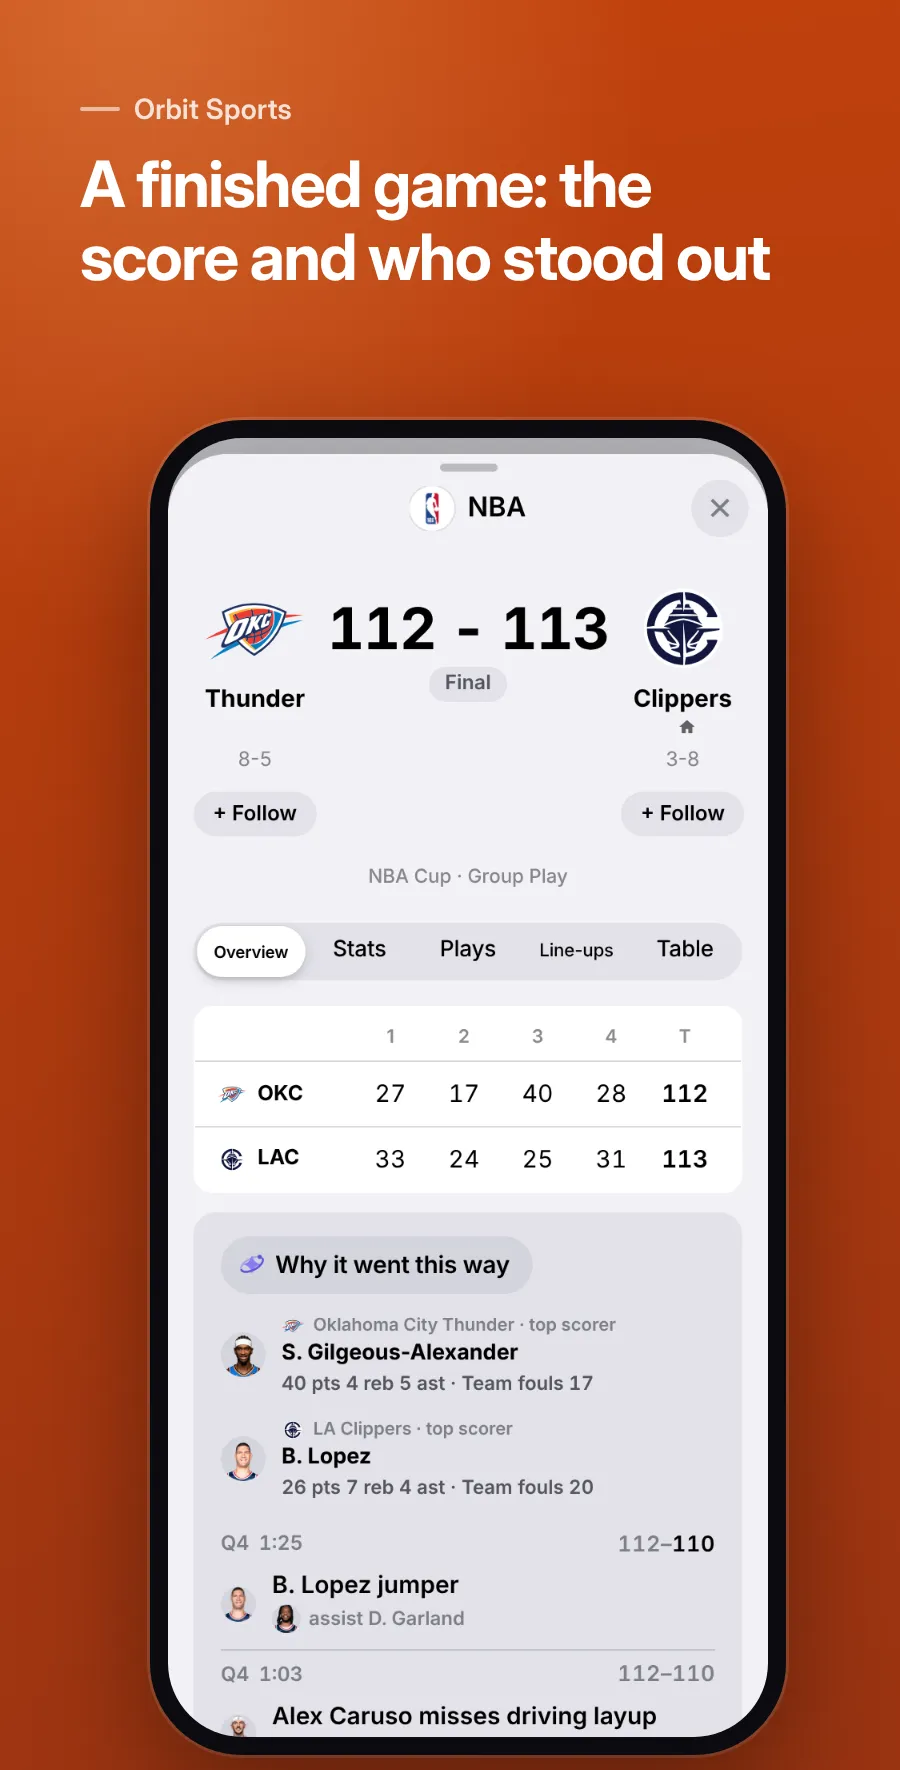 Orbit Sports
A finished game: the
score and who stood out
NBA
OKC
112 - 113
Final
Thunder
Clippers
8-5
3-8
+ Follow
+ Follow
NBA Cup · Group Play
Overview Stats Plays Line-ups Table
1 2 3 4 T
OKC 27 17 40 28 112
LAC 33 24 25 31 113
Why it went this way
Oklahoma City Thunder · top scorer
S. Gilgeous-Alexander
40 pts 4 reb 5 ast · Team fouls 17
LA Clippers · top scorer
B. Lopez
26 pts 7 reb 4 ast · Team fouls 20
Q4 1:25 112–110
B. Lopez jumper
assist D. Garland
Q4 1:03 112–110
Alex Caruso misses driving layup